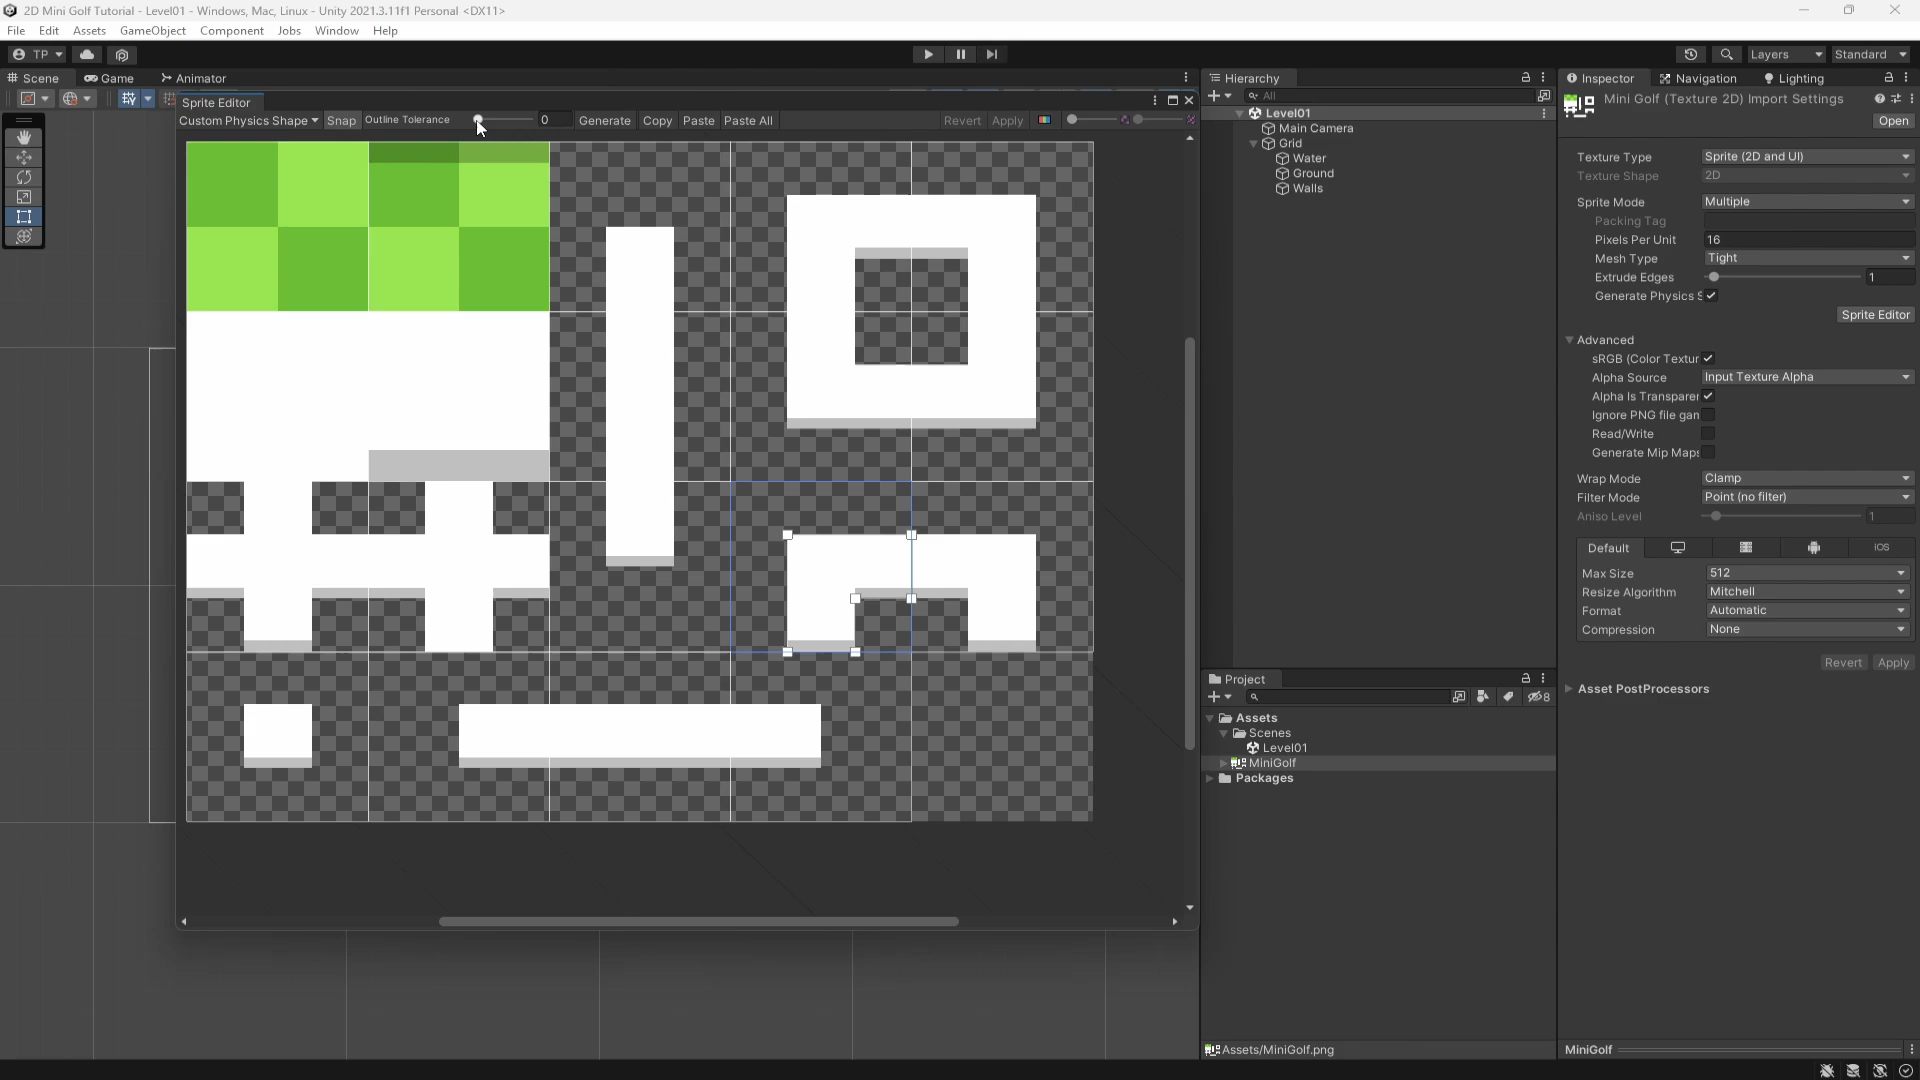 2D Mini Golf Tutorial - Level01 - Windows, Mac, Linux - Unity 2021.3.11f1 Personal <DX11>
File Edit Assets GameObject Component Jobs Window Help
TP
Layers Standard
Scene Game Animator
Sprite Editor
Custom Physics Shape Snap Outline Tolerance 0 Generate Copy Paste Paste All Revert Apply
Hierarchy
All
Level01
Main Camera
Grid
Water
Ground
Walls
Project
Assets
Scenes
Level01
MiniGolf
Packages
8
Assets/MiniGolf.png
Inspector Navigation Lighting
Mini Golf (Texture 2D) Import Settings
Open
Texture Type Sprite (2D and UI)
Texture Shape 2D
Sprite Mode Multiple
Packing Tag
Pixels Per Unit 16
Mesh Type Tight
Extrude Edges 1
Generate Physics S
Sprite Editor
Advanced
sRGB (Color Textur
Alpha Source Input Texture Alpha
Alpha Is Transparer
Ignore PNG file gan
Read/Write
Generate Mip Maps
Wrap Mode Clamp
Filter Mode Point (no filter)
Aniso Level 1
Default iOS
Max Size 512
Resize Algorithm Mitchell
Format Automatic
Compression None
Revert Apply
Asset PostProcessors
MiniGolf